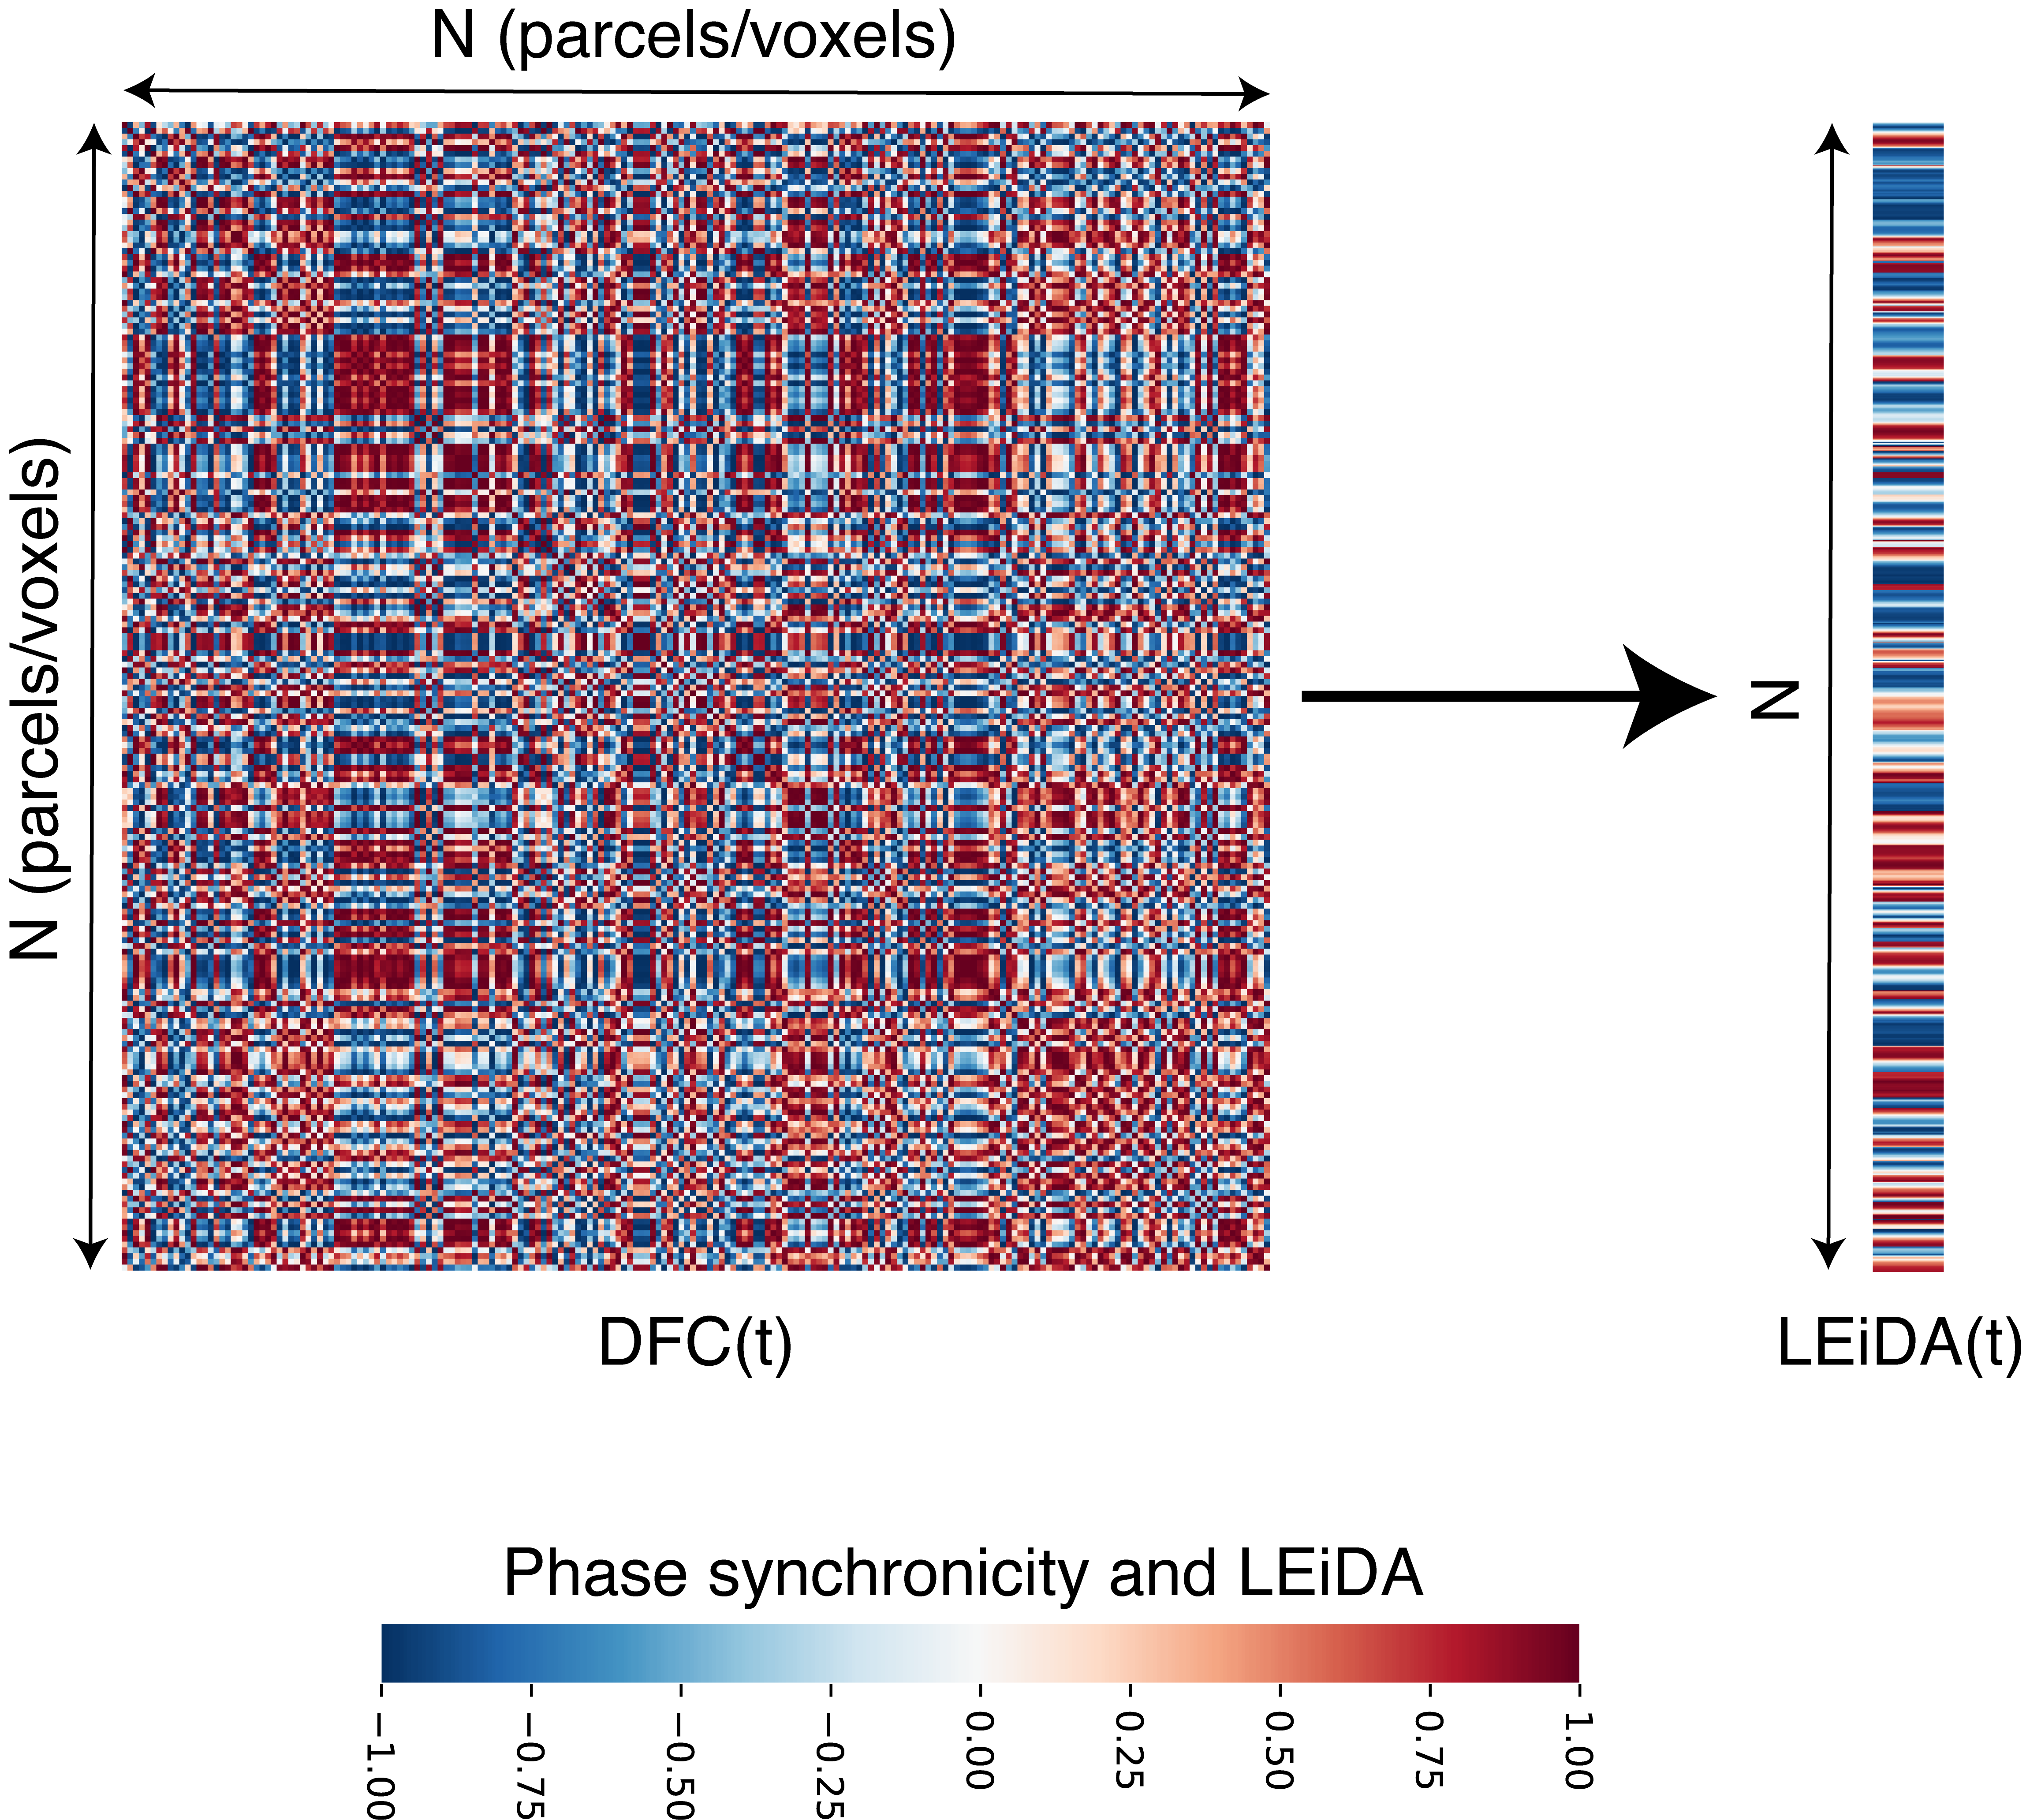 N (parcels/voxels)
N (parcels/voxels)
N
DFC(t)
LEiDA(t)
Phase synchronicity and LEiDA
−1.00
−0.75
−0.50
−0.25
0.00
0.25
0.50
0.75
1.00